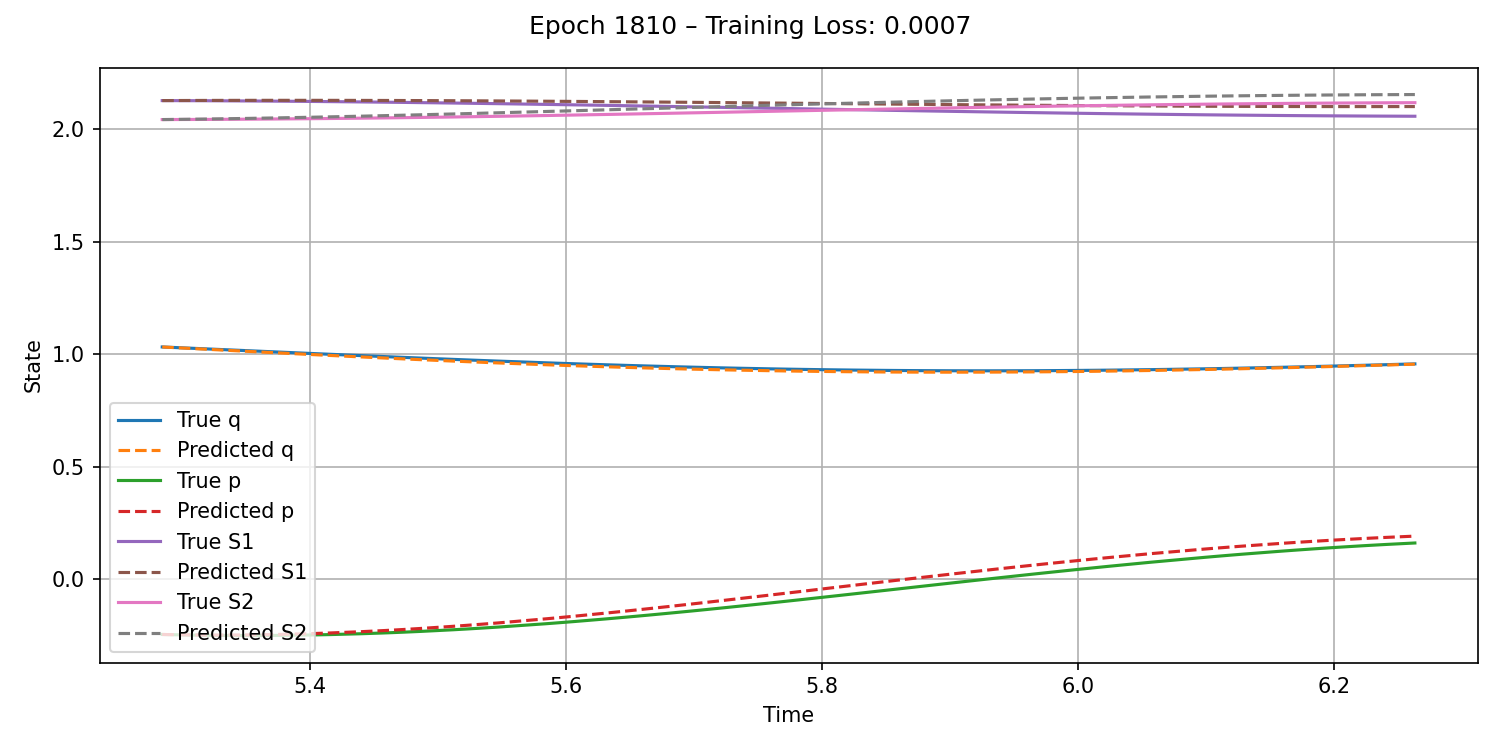 Epoch 1810 – Training Loss: 0.0007
State
2.0
1.5
1.0
0.5
0.0
True q
Predicted q
True p
Predicted p
True S1
Predicted S1
True S2
Predicted S2
5.4
5.6
5.8
6.0
6.2
Time